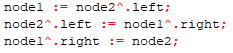 node1 := node2^.left;
node2^.left := node1^.right;
node1^.right := node2;